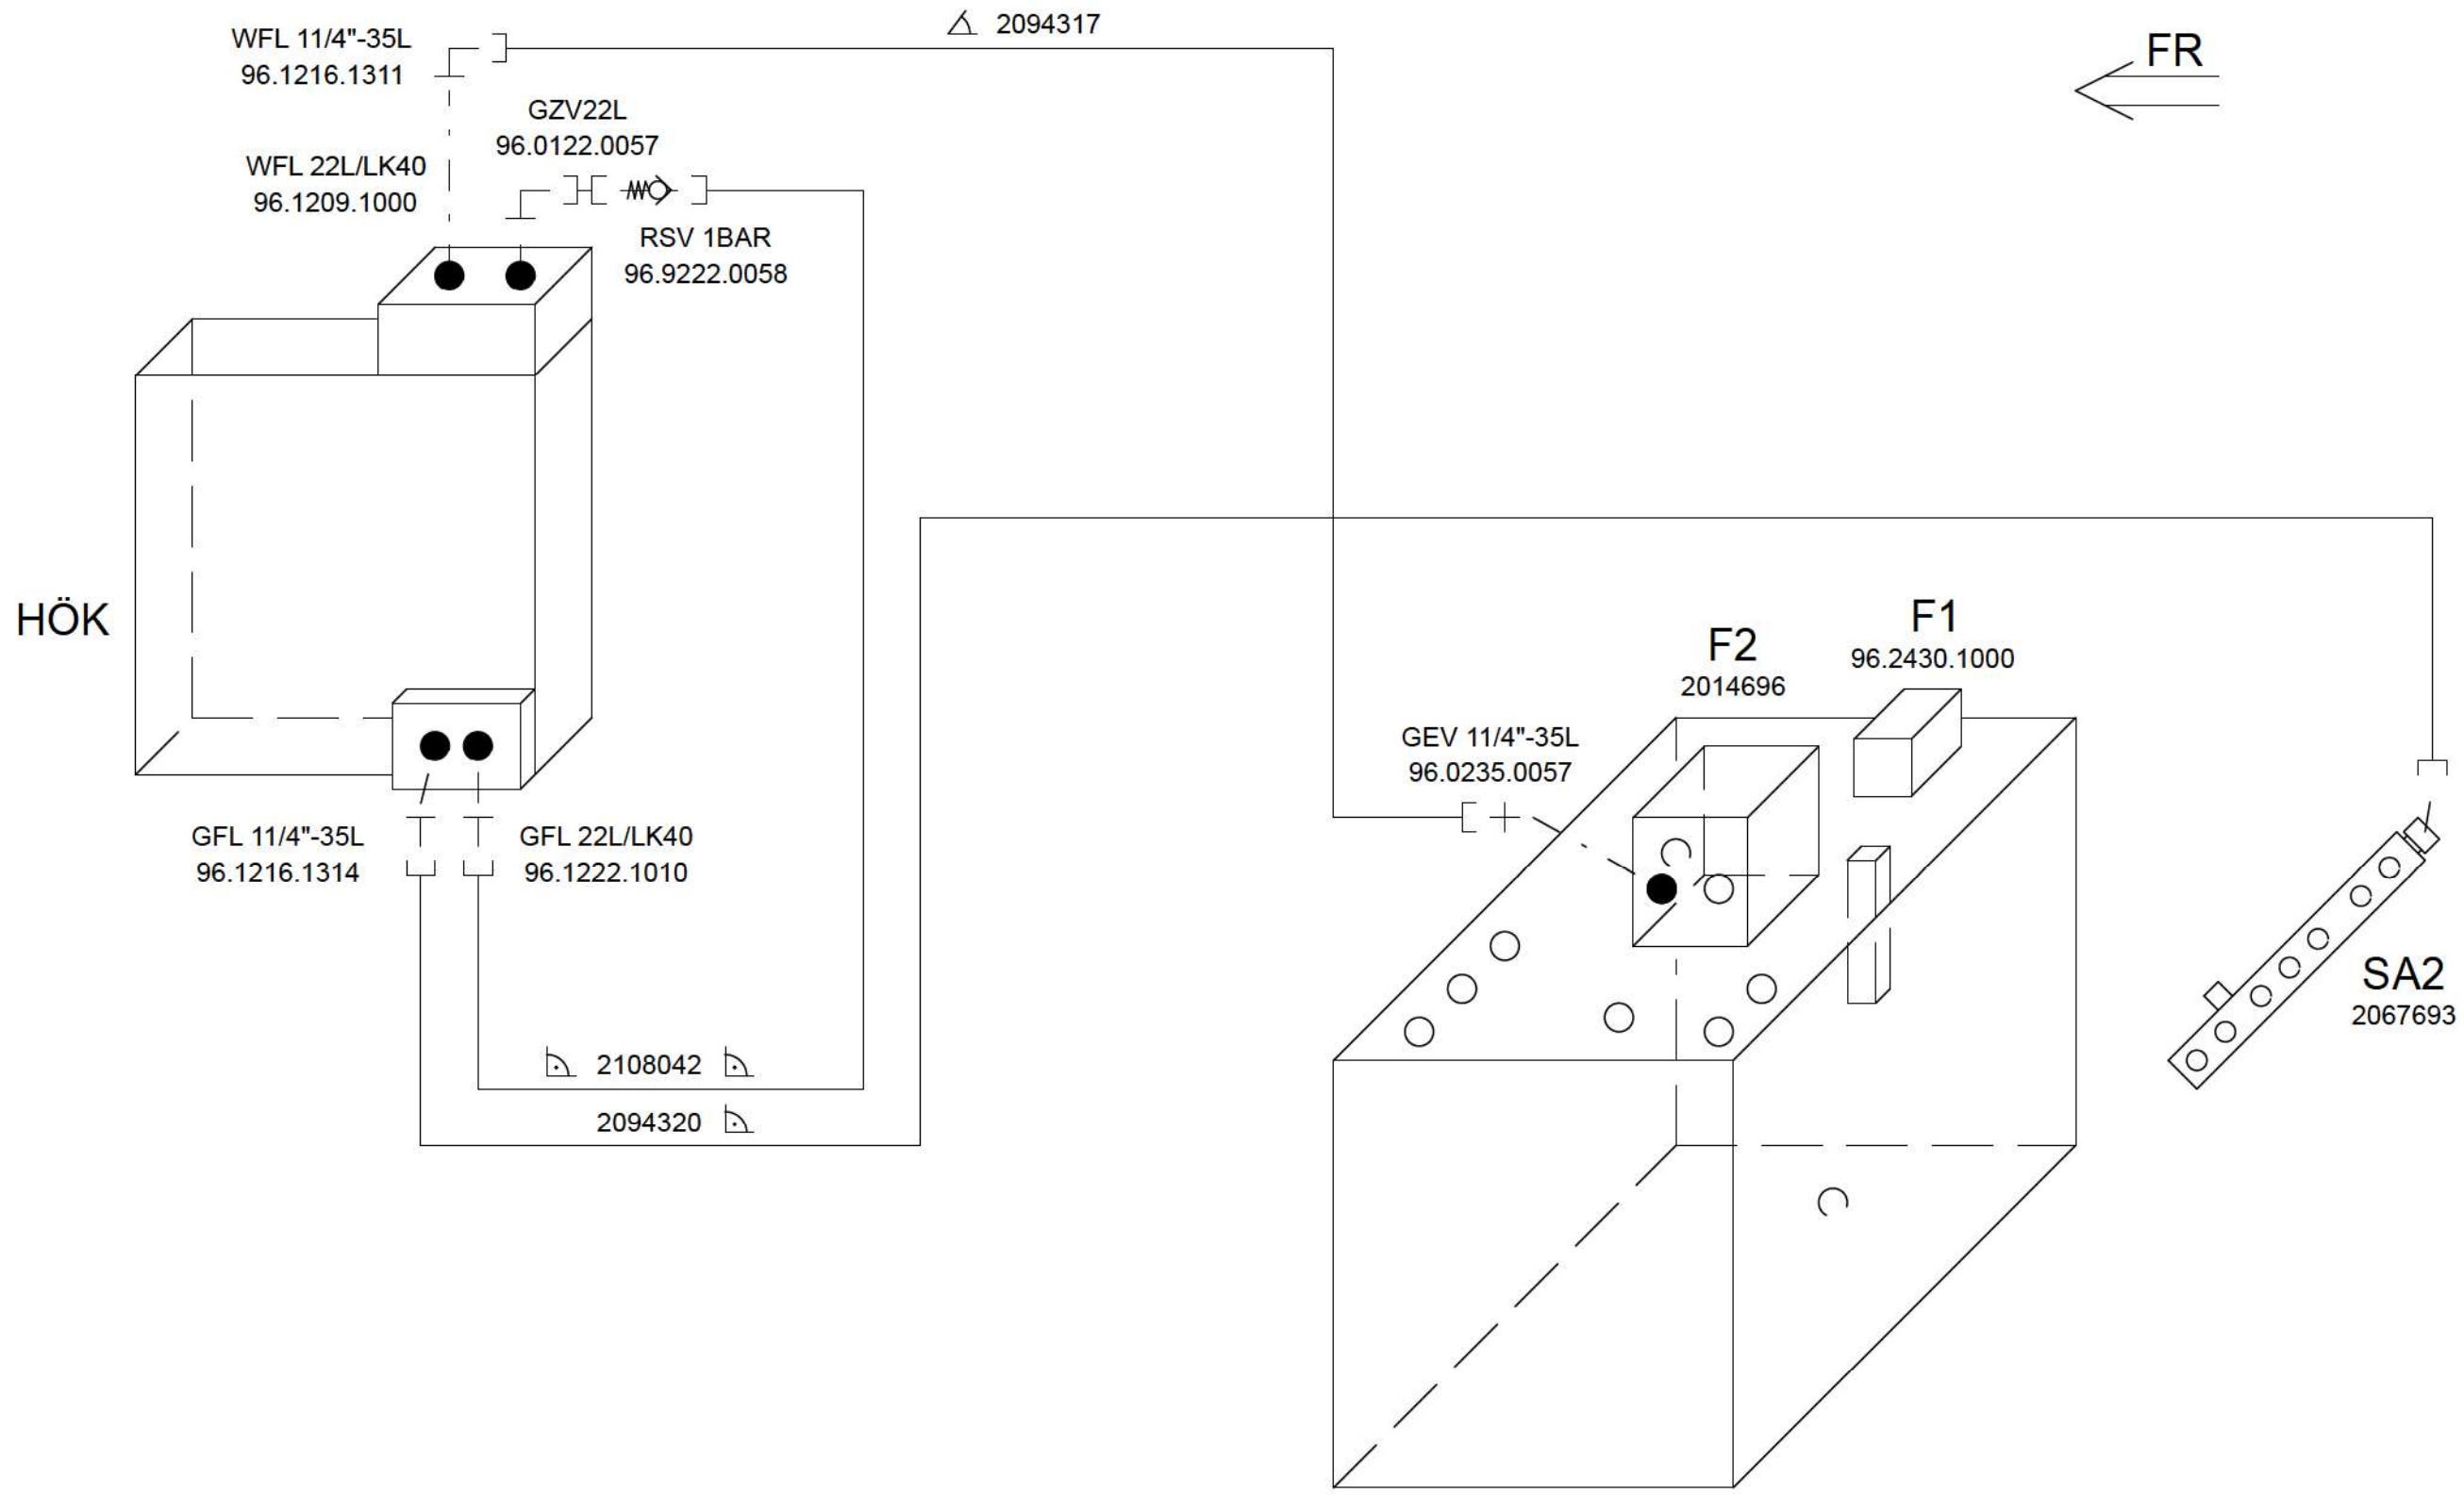 2094317
WFL 11/4"-35L
96.1216.1311
FR
GZV22L
96.0122.0057
WFL 22L/LK40
96.1209.1000
RSV 1BAR
96.9222.0058
HÖK
F1
96.2430.1000
F2
2014696
GEV 11/4"-35L
96.0235.0057
GFL 11/4"-35L
96.1216.1314
GFL 22L/LK40
96.1222.1010
SA2
2067693
2108042
2094320